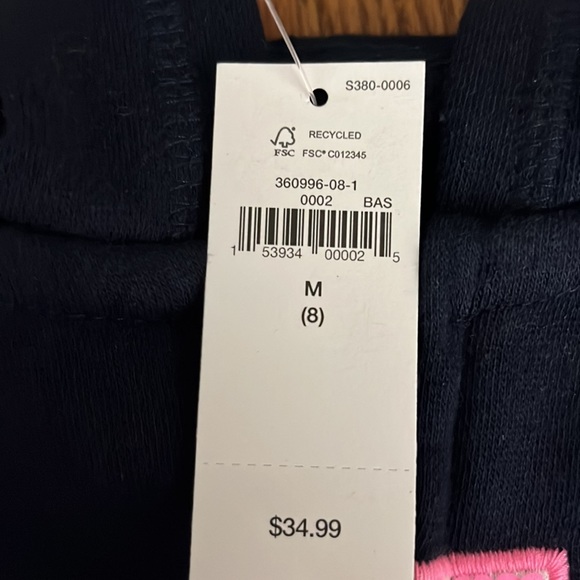 S380-0006
RECYCLED
FSC FSC® C012345
360996-08-1
0002 BAS
1 53934 00002 5
M
(8)
$34.99